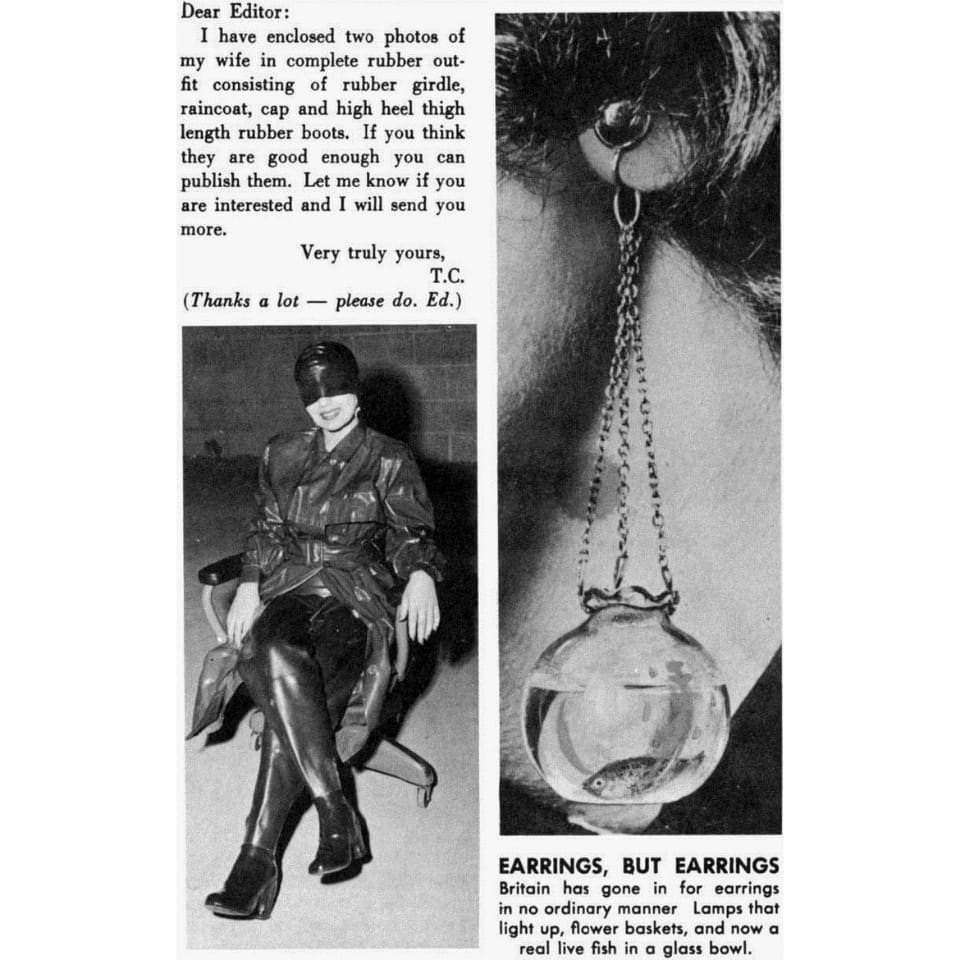 Dear Editor:
I have enclosed two photos of
my wife in complete rubber out-
fit consisting of rubber girdle,
raincoat, cap and high heel thigh
length rubber boots. If you think
they are good enough you can
publish them. Let me know if you
are interested and I will send you
more.
Very truly yours,
T.C.
(Thanks a lot — please do. Ed.)
EARRINGS, BUT EARRINGS
Britain has gone in for earrings
in no ordinary manner Lamps that
light up, flower baskets, and now a
real live fish in a glass bowl.